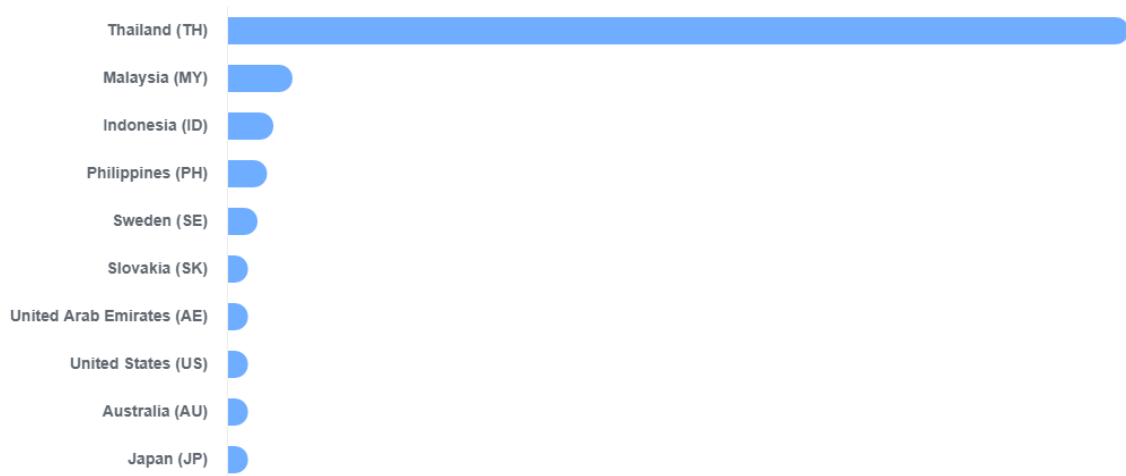 Thailand (TH)
Malaysia (MY)
Indonesia (ID)
Philippines (PH)
Sweden (SE)
Slovakia (SK)
United Arab Emirates (AE)
United States (US)
Australia (AU)
Japan (JP)